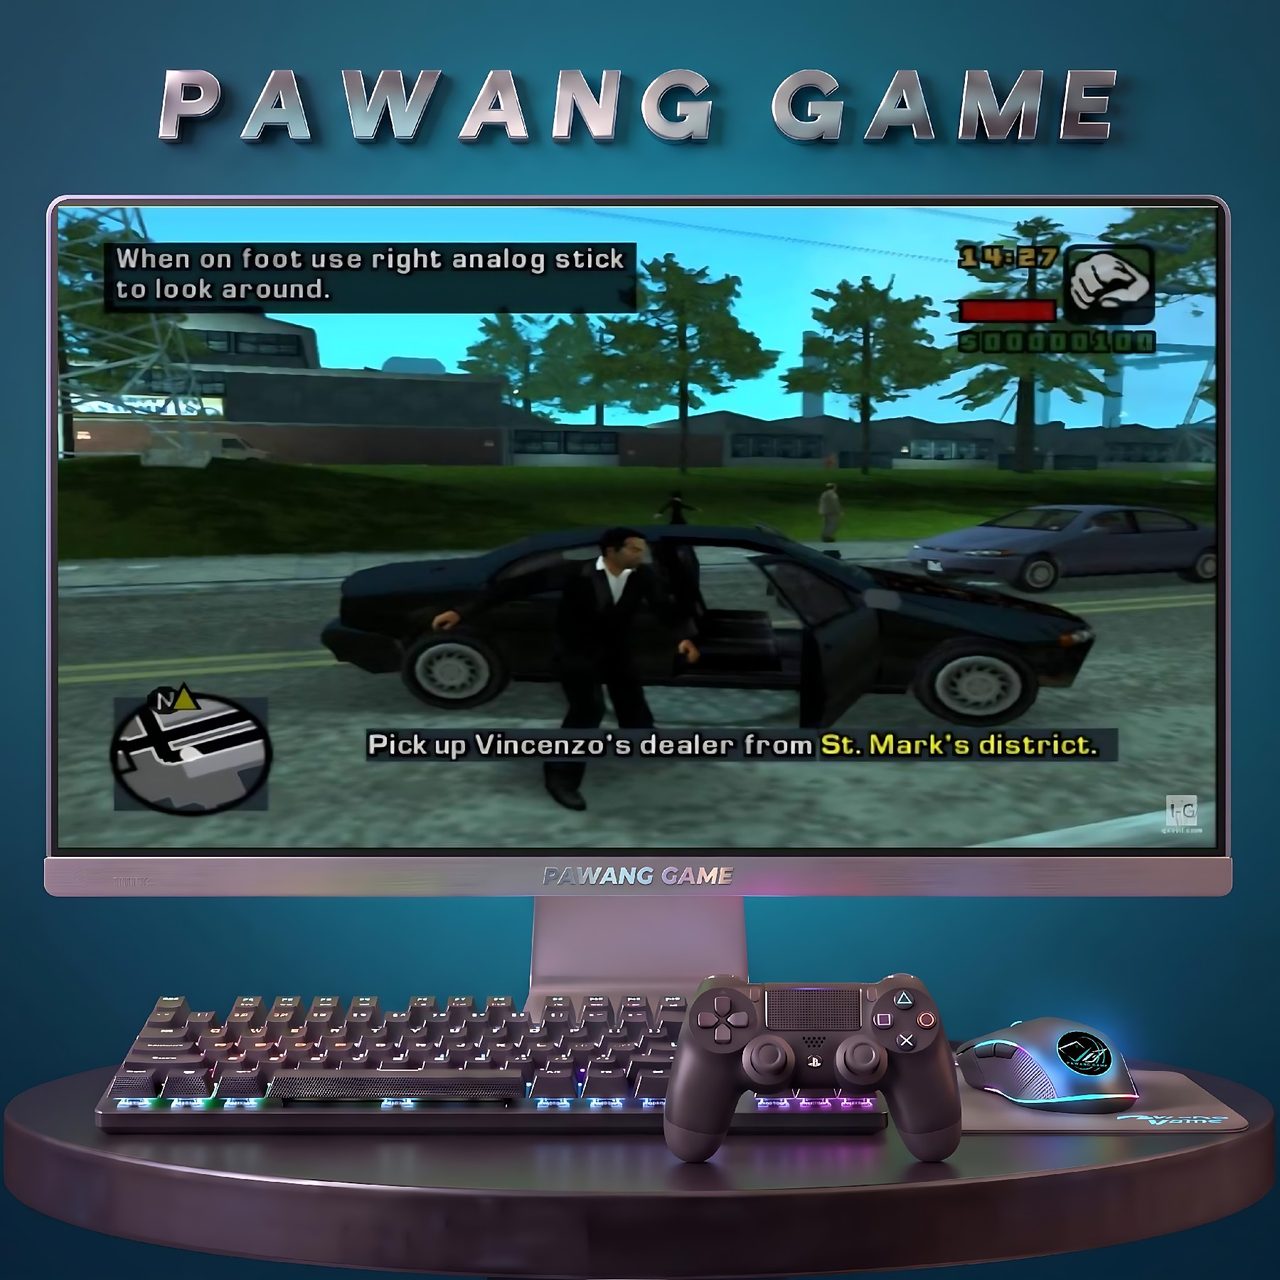 PAWANG GAME
When on foot use right analog stick
to look around.
14:27
$00000100
N
Pick up Vincenzo's dealer from St. Mark's district.
PAWANG GAME